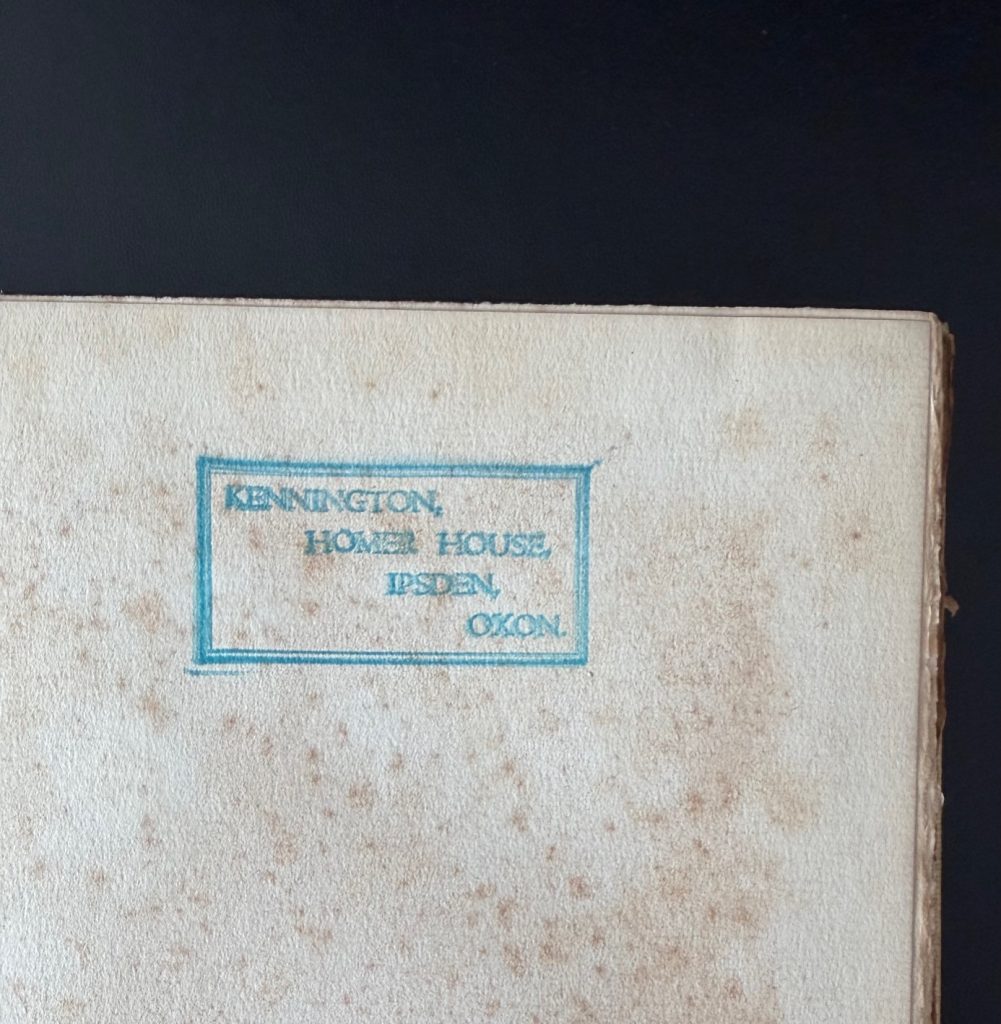 KENNINGTON,
HOMER HOUSE,
IPSDEN,
OXON.